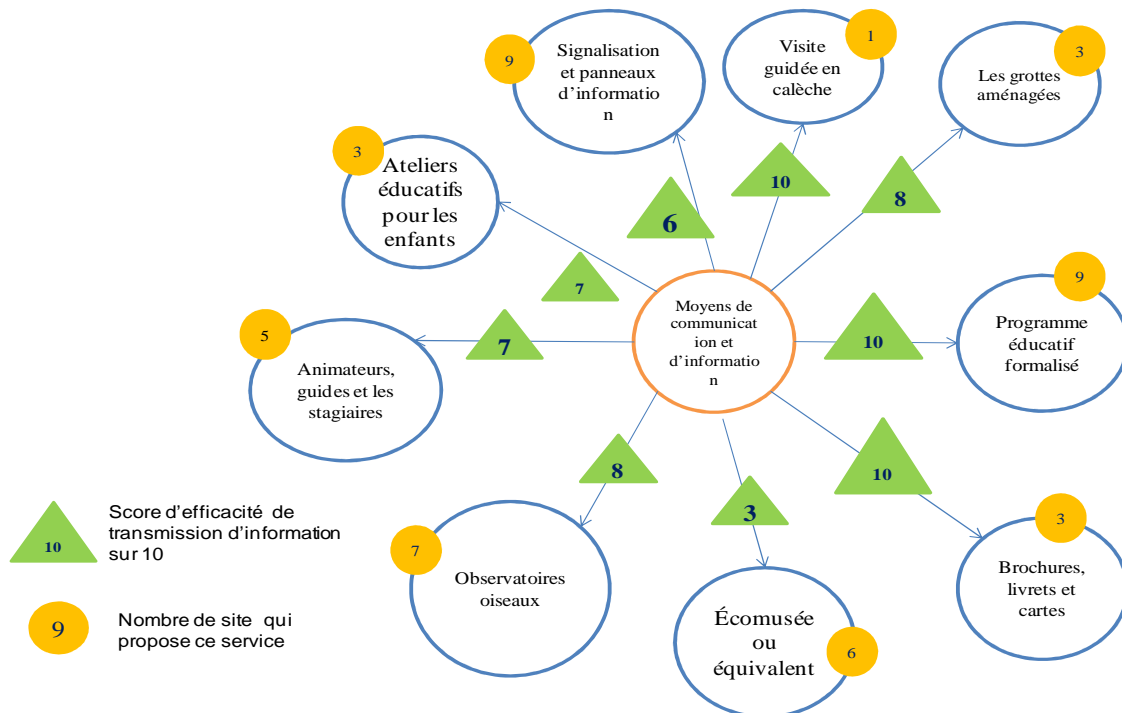 9
Signalisation
et panneaux
d'informatio
n
1
Visite
guidée en
calèche
3
Les grottes
aménagées
3
Ateliers
éducatifs
pour les
enfants
6
10
8
7
9
Programme
éducatif
formalisé
10
Moyens de
communicat
ion et
d'informatio
n
5
Animateurs,
guides et les
stagiaires
7
8
3
10
7
Observatoires
oiseaux
Écomusée
ou
équivalent
6
3
Brochures,
livrets et
cartes
10
Score d'efficacité de
transmission d'information
sur 10
9
Nombre de site qui
propose ce service